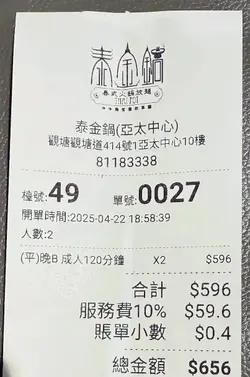 泰金鍋
泰式火鍋放題
泰金鍋(亞太中心)
觀塘觀塘道414號1亞太中心10樓
81183338
檯號:49 單號:0027
開單時間:2025-04-22 18:58:39
人數:2
(平)晚B 成人120分鐘 X2 $596
合計 $596
服務費10% $59.6
賬單小數 $0.4
總金額 $656